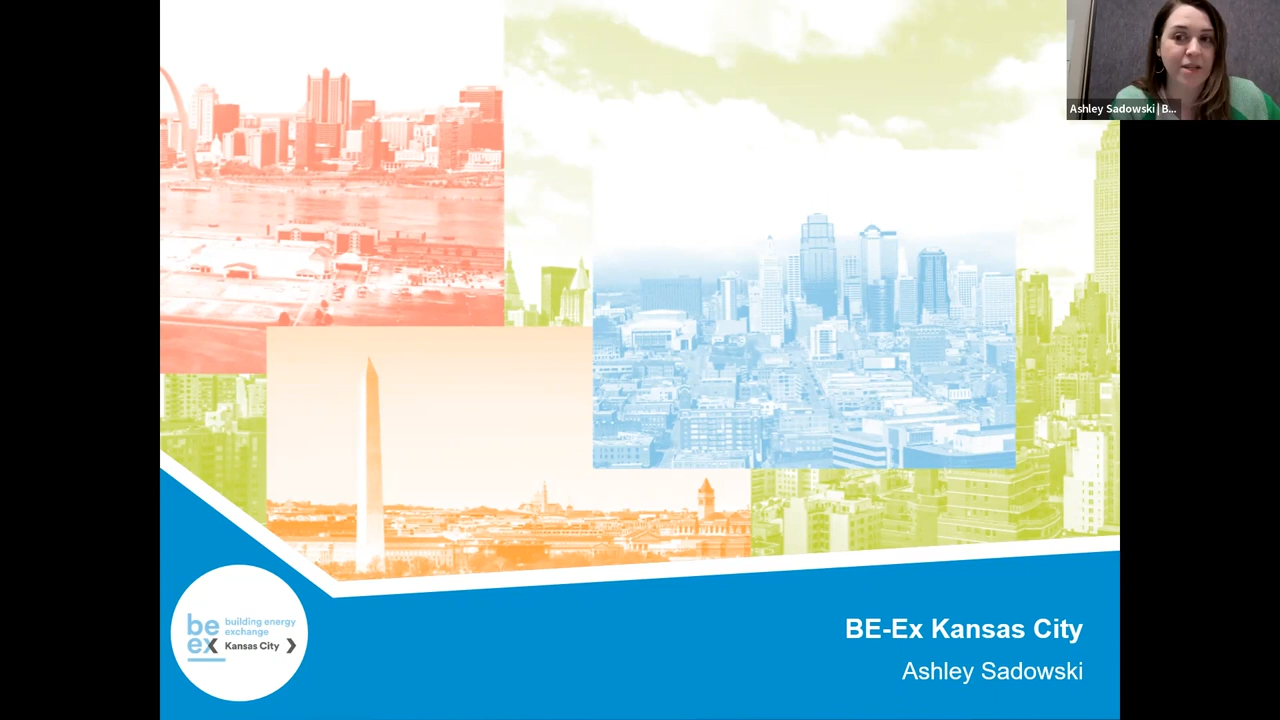 Ashley Sadowski | B...
be
ex
building energy
exchange
Kansas City
BE-Ex Kansas City
Ashley Sadowski